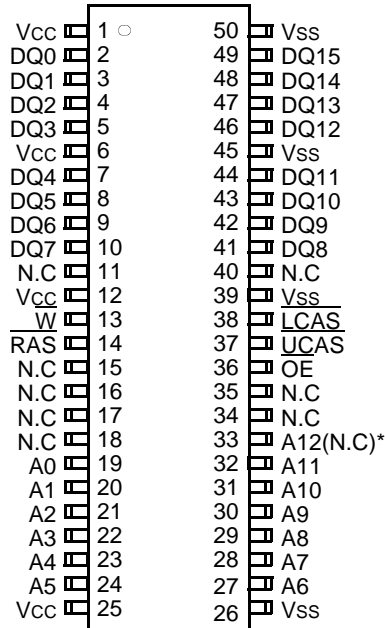 VCC 1 50 VSS
DQ0 2 49 DQ15
DQ1 3 48 DQ14
DQ2 4 47 DQ13
DQ3 5 46 DQ12
VCC 6 45 VSS
DQ4 7 44 DQ11
DQ5 8 43 DQ10
DQ6 9 42 DQ9
DQ7 10 41 DQ8
N.C 11 40 N.C
VCC 12 39 VSS
W 13 38 LCAS
RAS 14 37 UCAS
N.C 15 36 OE
N.C 16 35 N.C
N.C 17 34 N.C
N.C 18 33 A12(N.C)*
A0 19 32 A11
A1 20 31 A10
A2 21 30 A9
A3 22 29 A8
A4 23 28 A7
A5 24 27 A6
VCC 25 26 VSS